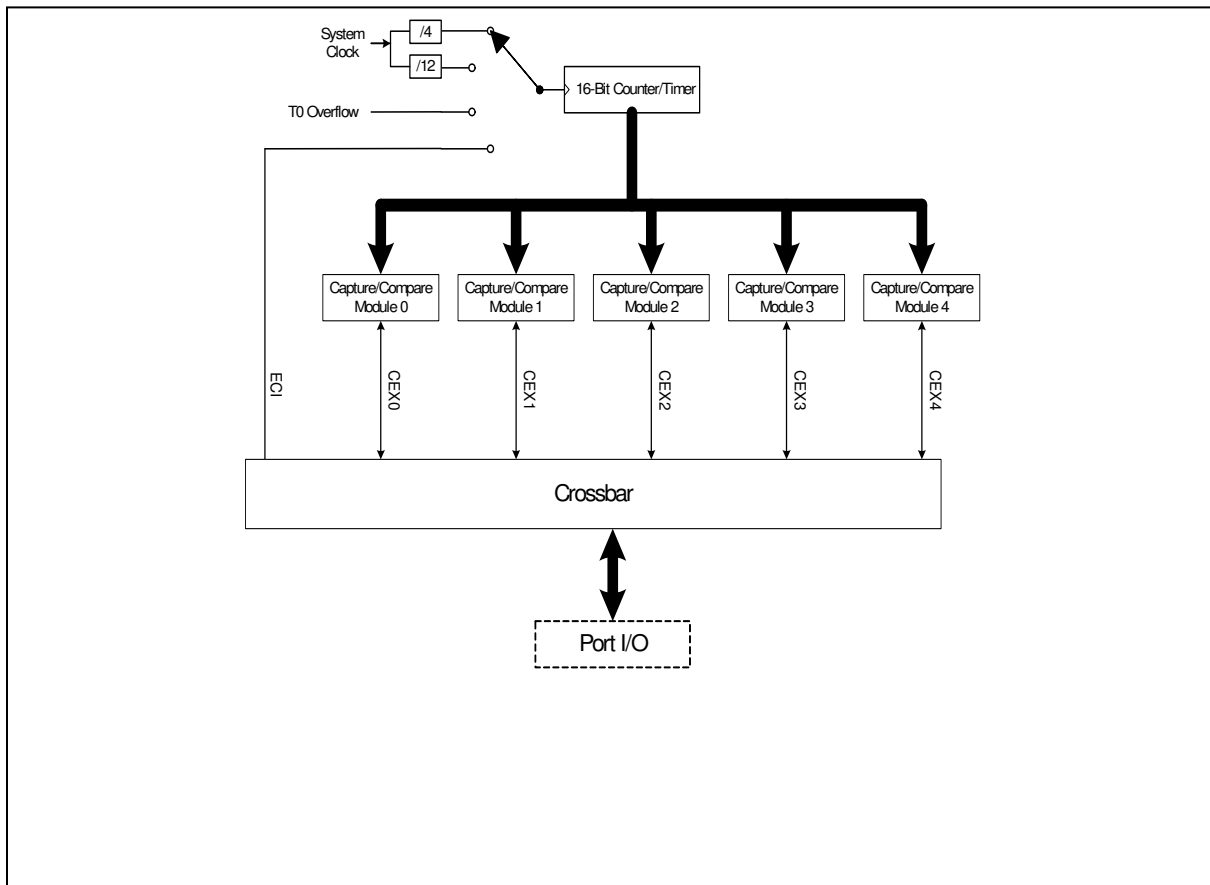 System
Clock
/4
/12
16-Bit Counter/Timer
T0 Overflow
Capture/Compare
Module 0
Capture/Compare
Module 1
Capture/Compare
Module 2
Capture/Compare
Module 3
Capture/Compare
Module 4
ECI
CEX0
CEX1
CEX2
CEX3
CEX4
Crossbar
Port I/O